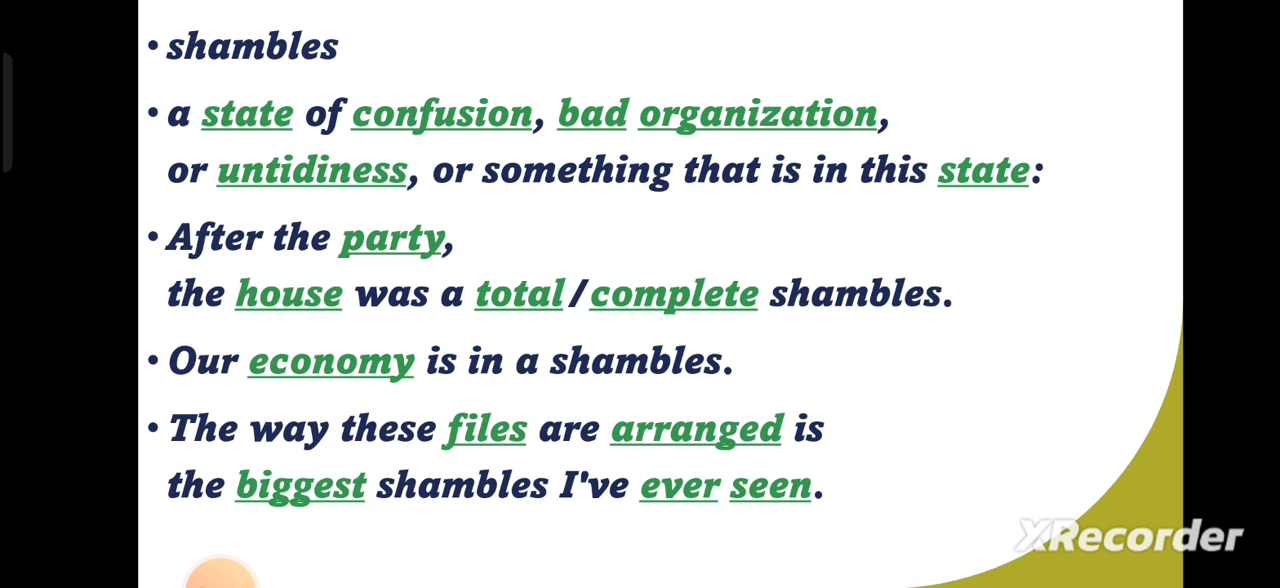 • shambles
• a state of confusion, bad organization,
or untidiness, or something that is in this state:
• After the party,
the house was a total/complete shambles.
• Our economy is in a shambles.
• The way these files are arranged is
the biggest shambles I've ever seen.
XRecorder